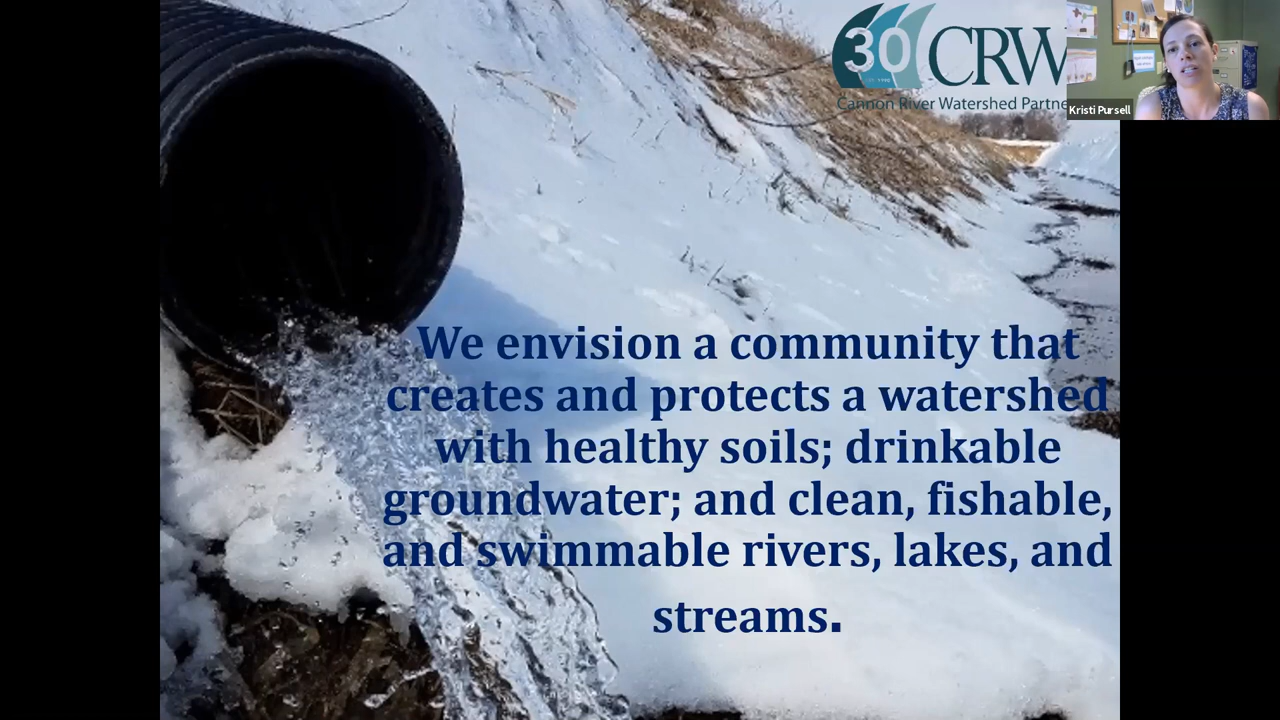 30 CRW
Cannon River Watershed Partne
Kristi Pursell
We envision a community that
creates and protects a watershed
with healthy soils; drinkable
groundwater; and clean, fishable,
and swimmable rivers, lakes, and
streams.